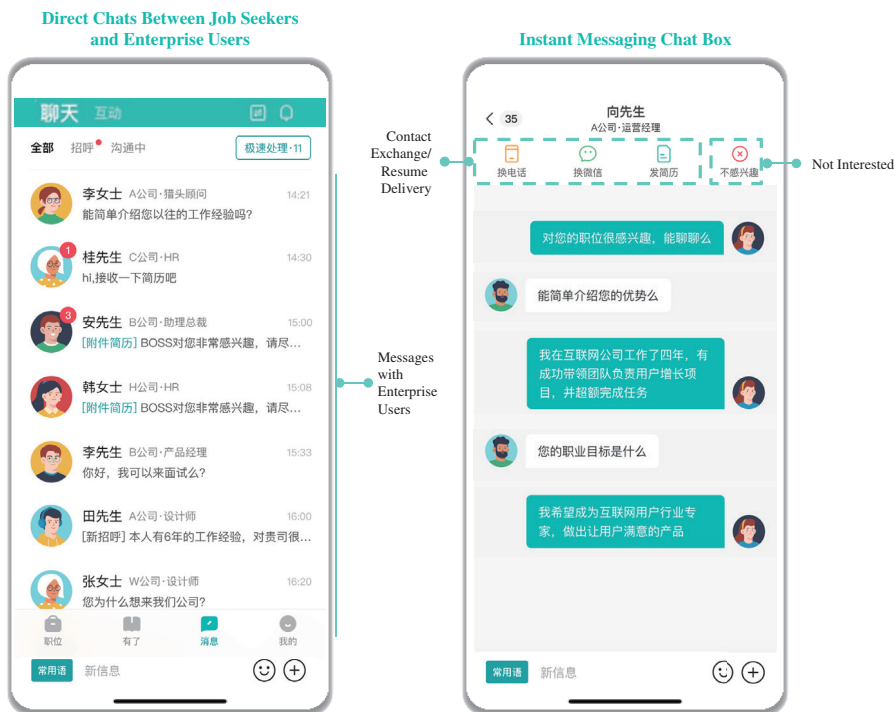 Direct Chats Between Job Seekers
and Enterprise Users
聊天 互动
全部 招呼 沟通中 极速处理·11
李女士 A公司·猎头顾问 14:21
能简单介绍您以往的工作经验吗?
1
桂先生 C公司·HR 14:30
hi,接收一下简历吧
3
安先生 B公司·助理总裁 15:00
[附件简历] BOSS对您非常感兴趣，请尽...
韩女士 H公司·HR 15:08
[附件简历] BOSS对您非常感兴趣，请尽...
李先生 B公司·产品经理 15:33
你好，我可以来面试么?
田先生 A公司·设计师 16:00
[新招呼] 本人有6年的工作经验，对贵司很...
张女士 W公司·设计师 16:20
您为什么想来我们公司?
职位 有了 消息 我的
常用语 新信息
Messages
with
Enterprise
Users
Instant Messaging Chat Box
35 向先生
A公司·运营经理
Contact
Exchange/
Resume
Delivery
换电话 换微信 发简历 不感兴趣
Not Interested
对您的职位很感兴趣，能聊聊么
能简单介绍您的优势么
我在互联网公司工作了四年，有
成功带领团队负责用户增长项
目，并超额完成任务
您的职业目标是什么
我希望成为互联网用户行业专
家，做出让用户满意的产品
常用语 新信息